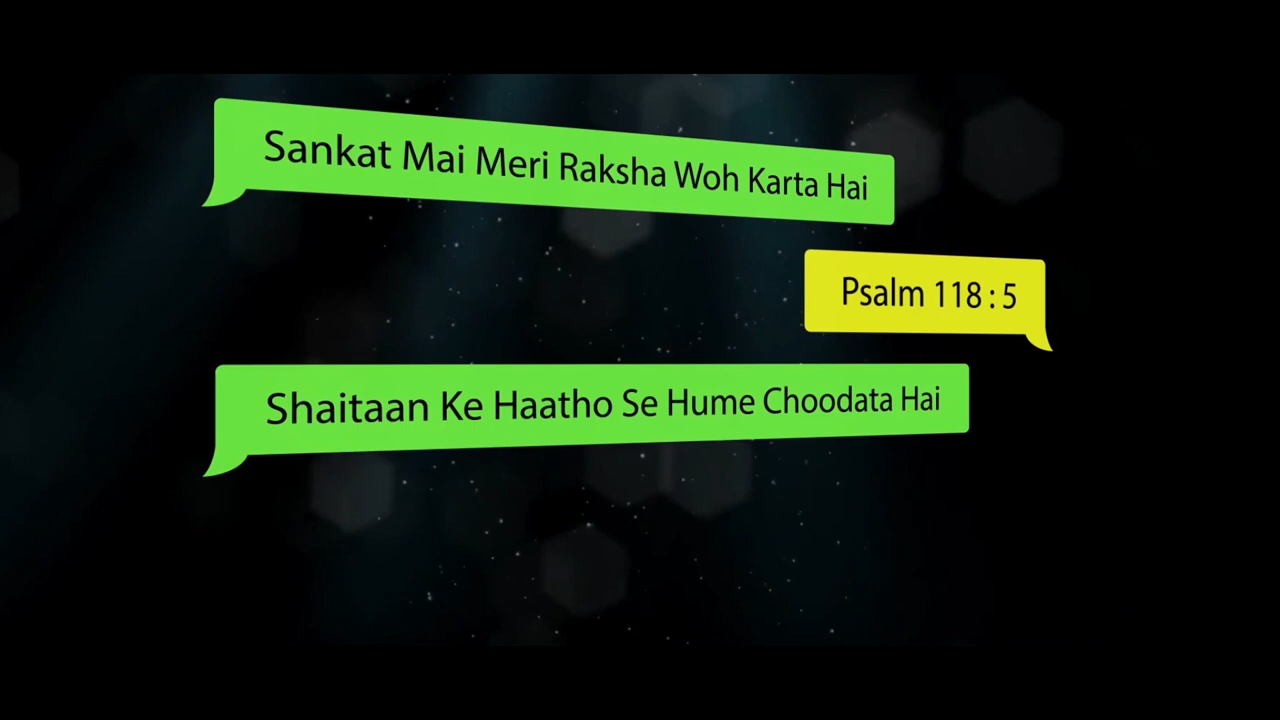 Sankat Mai Meri Raksha Woh Karta Hai
Psalm 118 : 5
Shaitaan Ke Haatho Se Hume Choodata Hai